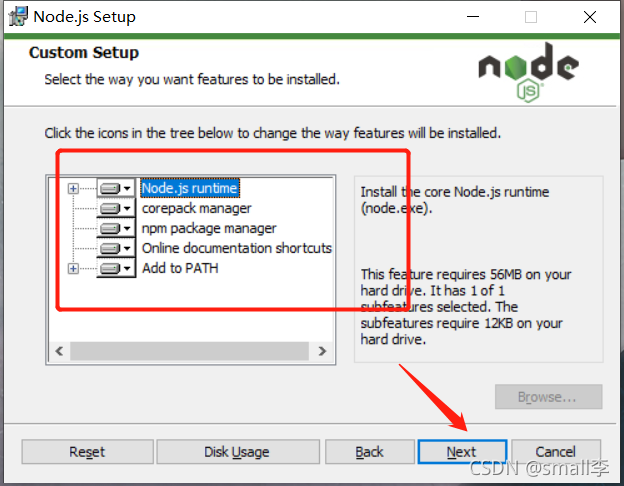 Node.js Setup
Custom Setup
Select the way you want features to be installed.
node
JS
Click the icons in the tree below to change the way features will be installed.
Node.js runtime
corepack manager
npm package manager
Online documentation shortcuts
Add to PATH
Install the core Node.js runtime
(node.exe).
This feature requires 56MB on your
hard drive. It has 1 of 1
subfeatures selected. The
subfeatures require 12KB on your
hard drive.
Browse...
Reset
Disk Usage
Back
Next
Cancel
CSDN @small李